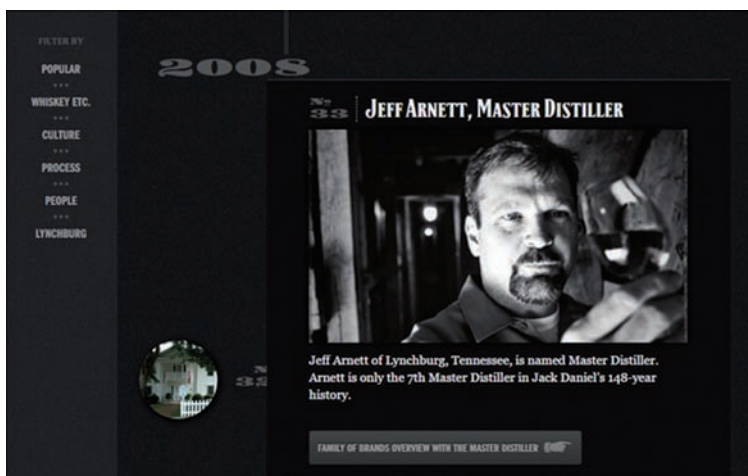 FILTER BY
POPULAR
WHISKEY ETC.
CULTURE
PROCESS
PEOPLE
LYNCHBURG
2008
No 33 JEFF ARNETT, MASTER DISTILLER
Jeff Arnett of Lynchburg, Tennessee, is named Master Distiller.
Arnett is only the 7th Master Distiller in Jack Daniel's 148-year
history.
FAMILY OF BRANDS OVERVIEW WITH THE MASTER DISTILLER